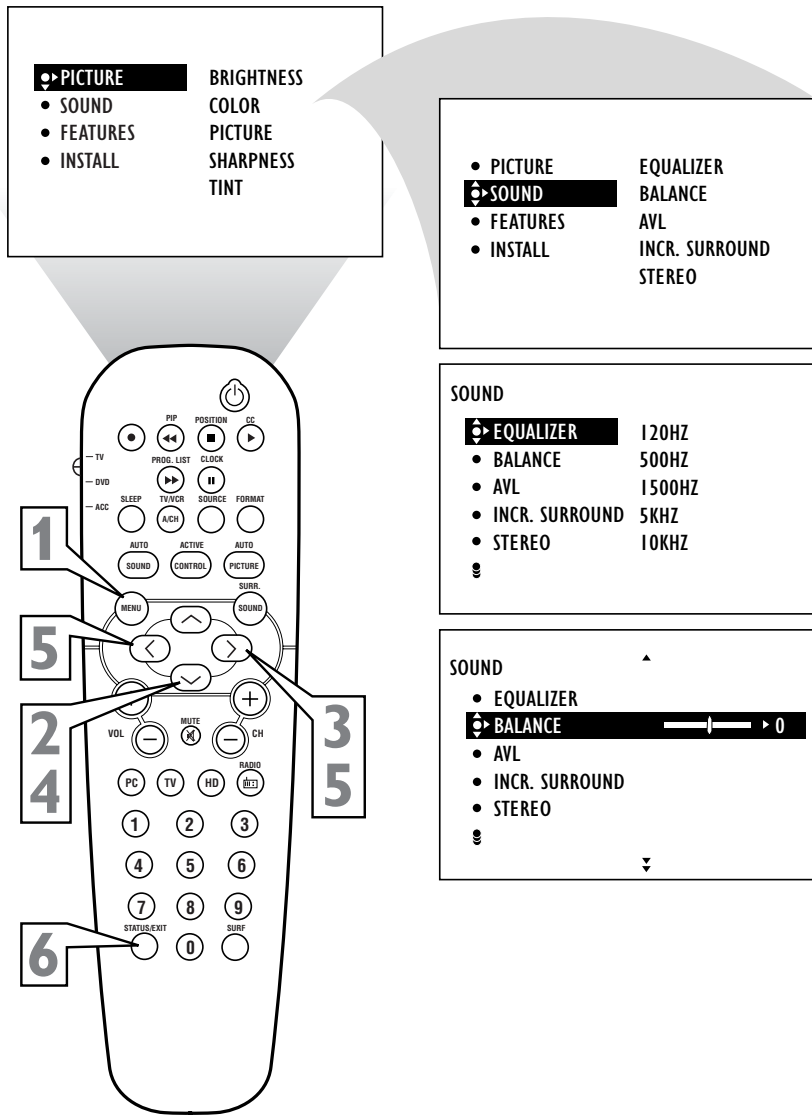 PICTURE BRIGHTNESS
SOUND COLOR
FEATURES PICTURE
INSTALL SHARPNESS
TINT
PICTURE EQUALIZER
SOUND BALANCE
FEATURES AVL
INSTALL INCR. SURROUND
STEREO
SOUND
EQUALIZER 120HZ
BALANCE 500HZ
AVL 1500HZ
INCR. SURROUND 5KHZ
STEREO 10KHZ
SOUND
BALANCE 0
EQUALIZER
AVL
INCR. SURROUND
STEREO
PIP POSITION CC
TV
PROG. LIST CLOCK
DVD
ACC
SLEEP TV/VCR SOURCE FORMAT
A/CH
AUTO ACTIVE AUTO
SOUND CONTROL PICTURE
SURR.
MENU SOUND
VOL MUTE CH
RADIO
PC TV HD
1 2 3
4 5 6
7 8 9
STATUS/EXIT SURF
0
1
5
2
4
3
5
6